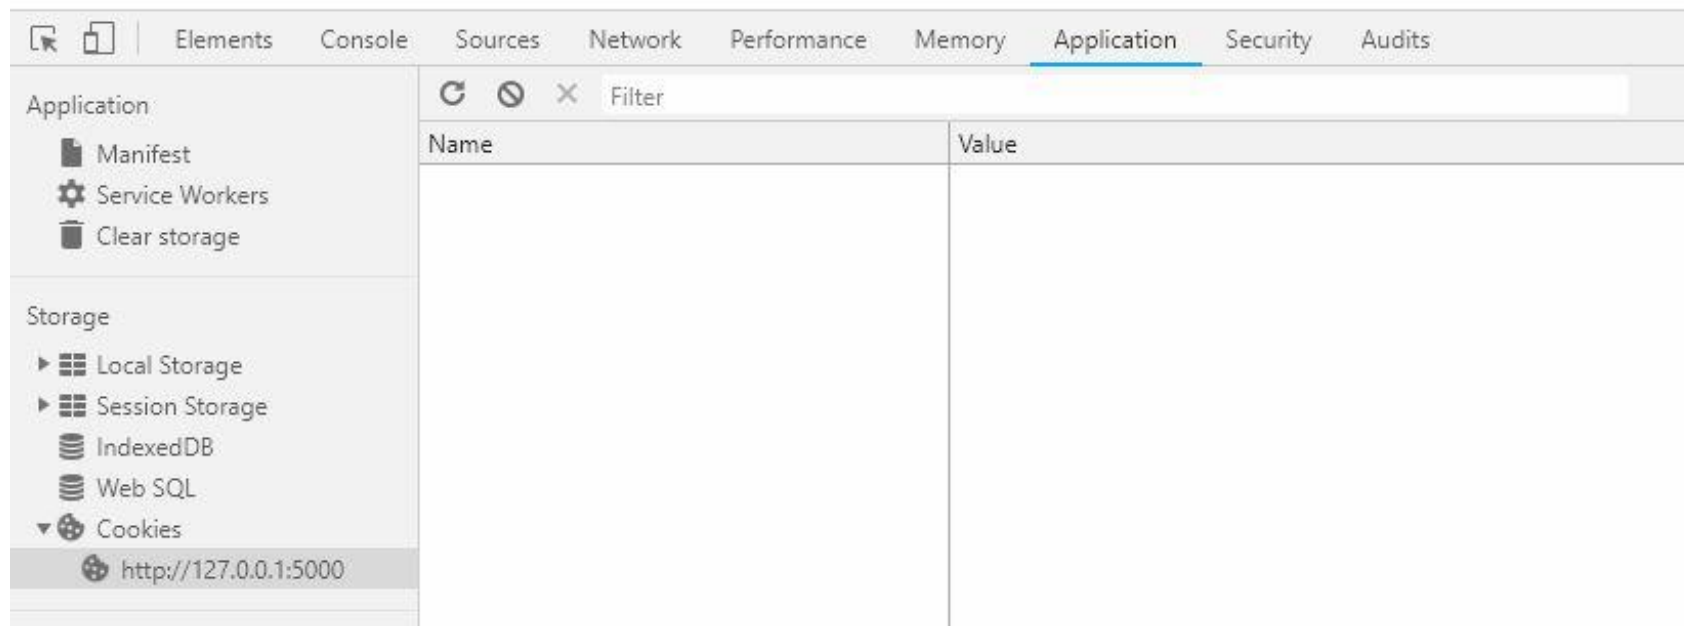 Elements Console Sources Network Performance Memory Application Security Audits
Application
Manifest
Service Workers
Clear storage
Storage
Local Storage
Session Storage
IndexedDB
Web SQL
Cookies
http://127.0.0.1:5000
Filter
Name Value